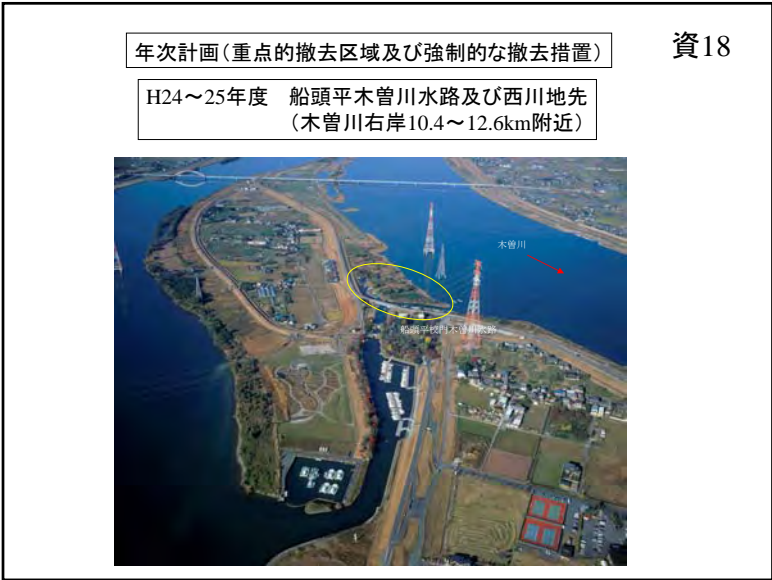 資18
年次計画(重点的撤去区域及び強制的な撤去措置)
H24～25年度　船頭平木曽川水路及び西川地先
(木曽川右岸10.4～12.6km附近)
木曽川